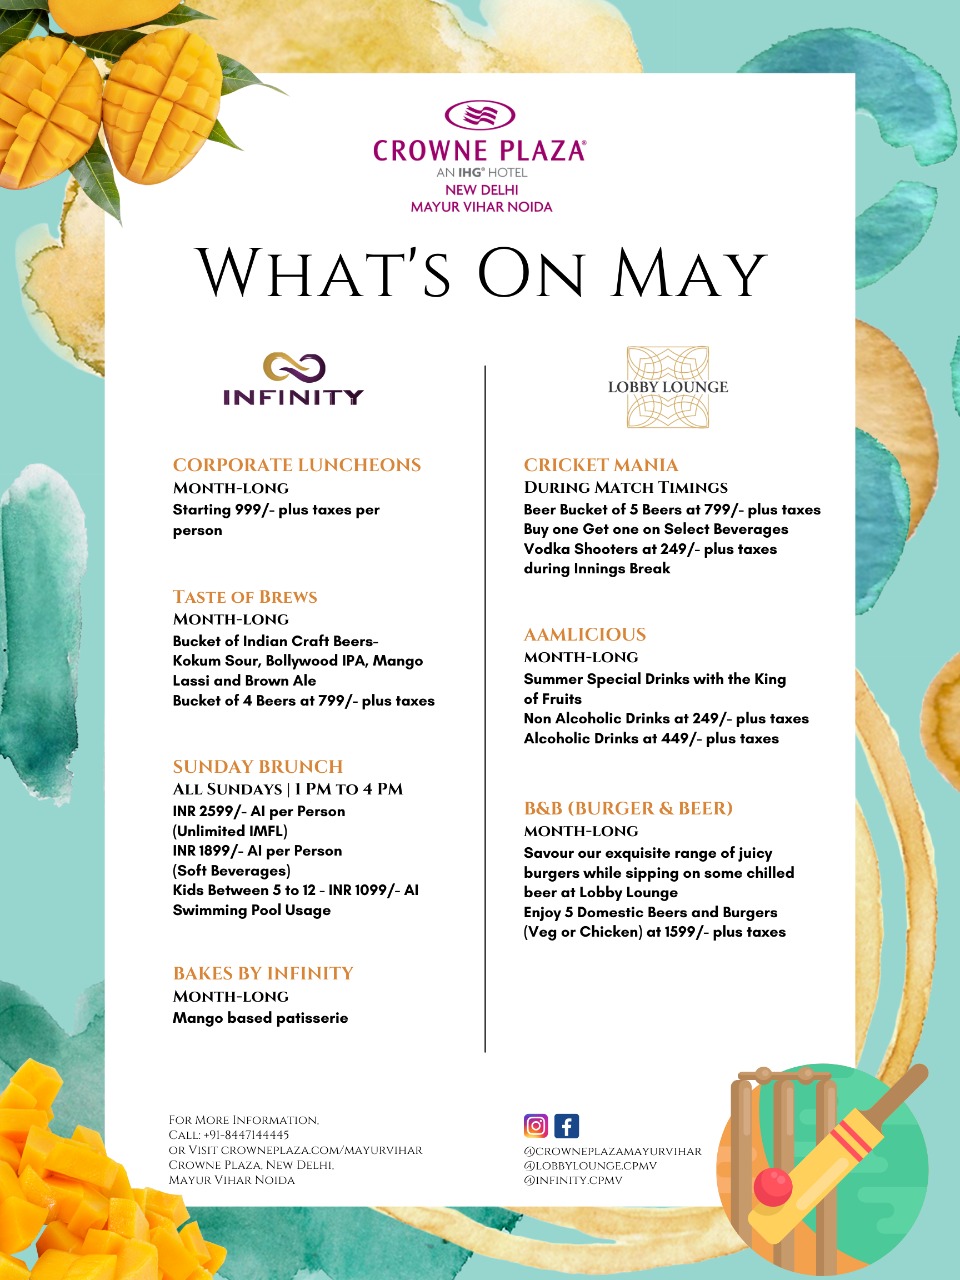 CROWNE PLAZA®
AN IHG® HOTEL
NEW DELHI
MAYUR VIHAR NOIDA
WHAT'S ON MAY
INFINITY
CORPORATE LUNCHEONS
MONTH-LONG
Starting 999/- plus taxes per
person
TASTE OF BREWS
MONTH-LONG
Bucket of Indian Craft Beers-
Kokum Sour, Bollywood IPA, Mango
Lassi and Brown Ale
Bucket of 4 Beers at 799/- plus taxes
SUNDAY BRUNCH
ALL SUNDAYS | 1 PM TO 4 PM
INR 2599/- AI per Person
(Unlimited IMFL)
INR 1899/- AI per Person
(Soft Beverages)
Kids Between 5 to 12 - INR 1099/- AI
Swimming Pool Usage
BAKES BY INFINITY
MONTH-LONG
Mango based patisserie
LOBBY LOUNGE
CRICKET MANIA
DURING MATCH TIMINGS
Beer Bucket of 5 Beers at 799/- plus taxes
Buy one Get one on Select Beverages
Vodka Shooters at 249/- plus taxes
during Innings Break
AAMLICIOUS
MONTH-LONG
Summer Special Drinks with the King
of Fruits
Non Alcoholic Drinks at 249/- plus taxes
Alcoholic Drinks at 449/- plus taxes
B&B (BURGER & BEER)
MONTH-LONG
Savour our exquisite range of juicy
burgers while sipping on some chilled
beer at Lobby Lounge
Enjoy 5 Domestic Beers and Burgers
(Veg or Chicken) at 1599/- plus taxes
FOR MORE INFORMATION,
CALL: +91-8447144445
OR VISIT CROWNEPLAZA.COM/MAYURVIHAR
CROWNE PLAZA, NEW DELHI,
MAYUR VIHAR NOIDA
@CROWNEPLAZAMAYURVIHAR
@LOBBYLOUNGE.CPMV
@INFINITY.CPMV